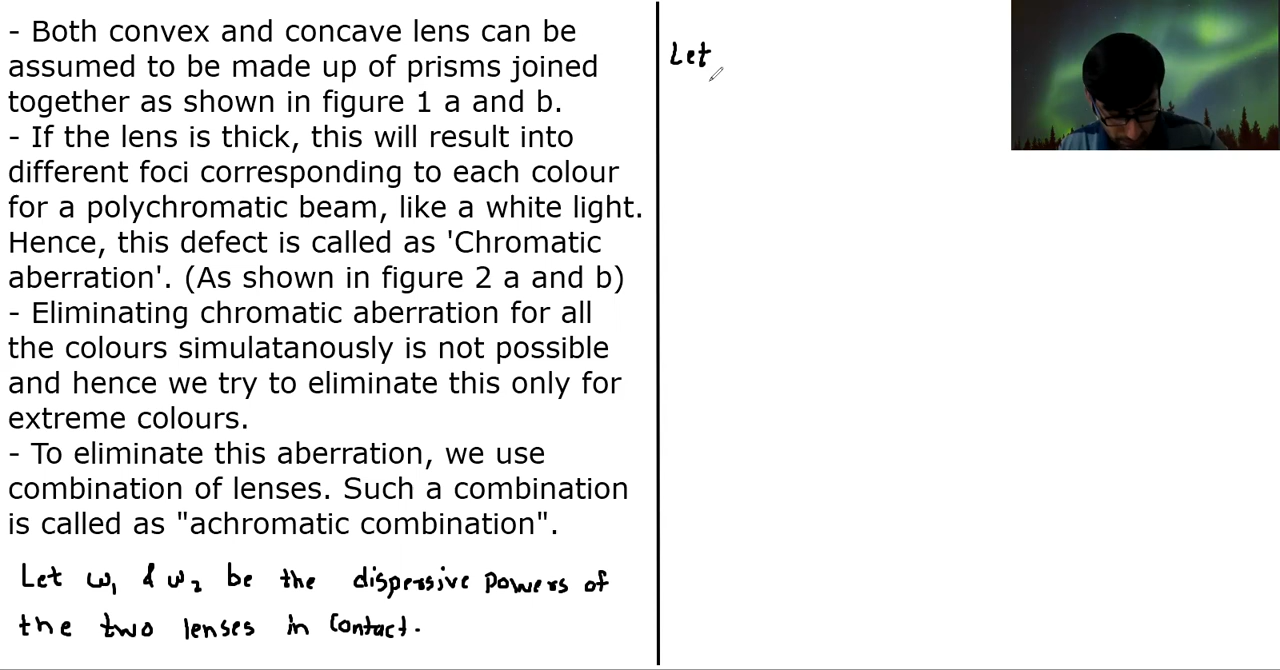 - Both convex and concave lens can be
assumed to be made up of prisms joined
together as shown in figure 1 a and b.
- If the lens is thick, this will result into
different foci corresponding to each colour
for a polychromatic beam, like a white light.
Hence, this defect is called as 'Chromatic
aberration'. (As shown in figure 2 a and b)
- Eliminating chromatic aberration for all
the colours simulatanously is not possible
and hence we try to eliminate this only for
extreme colours.
- To eliminate this aberration, we use
combination of lenses. Such a combination
is called as "achromatic combination".
Let ω₁ & ω₂ be the dispersive powers of
the two lenses in contact.
Let